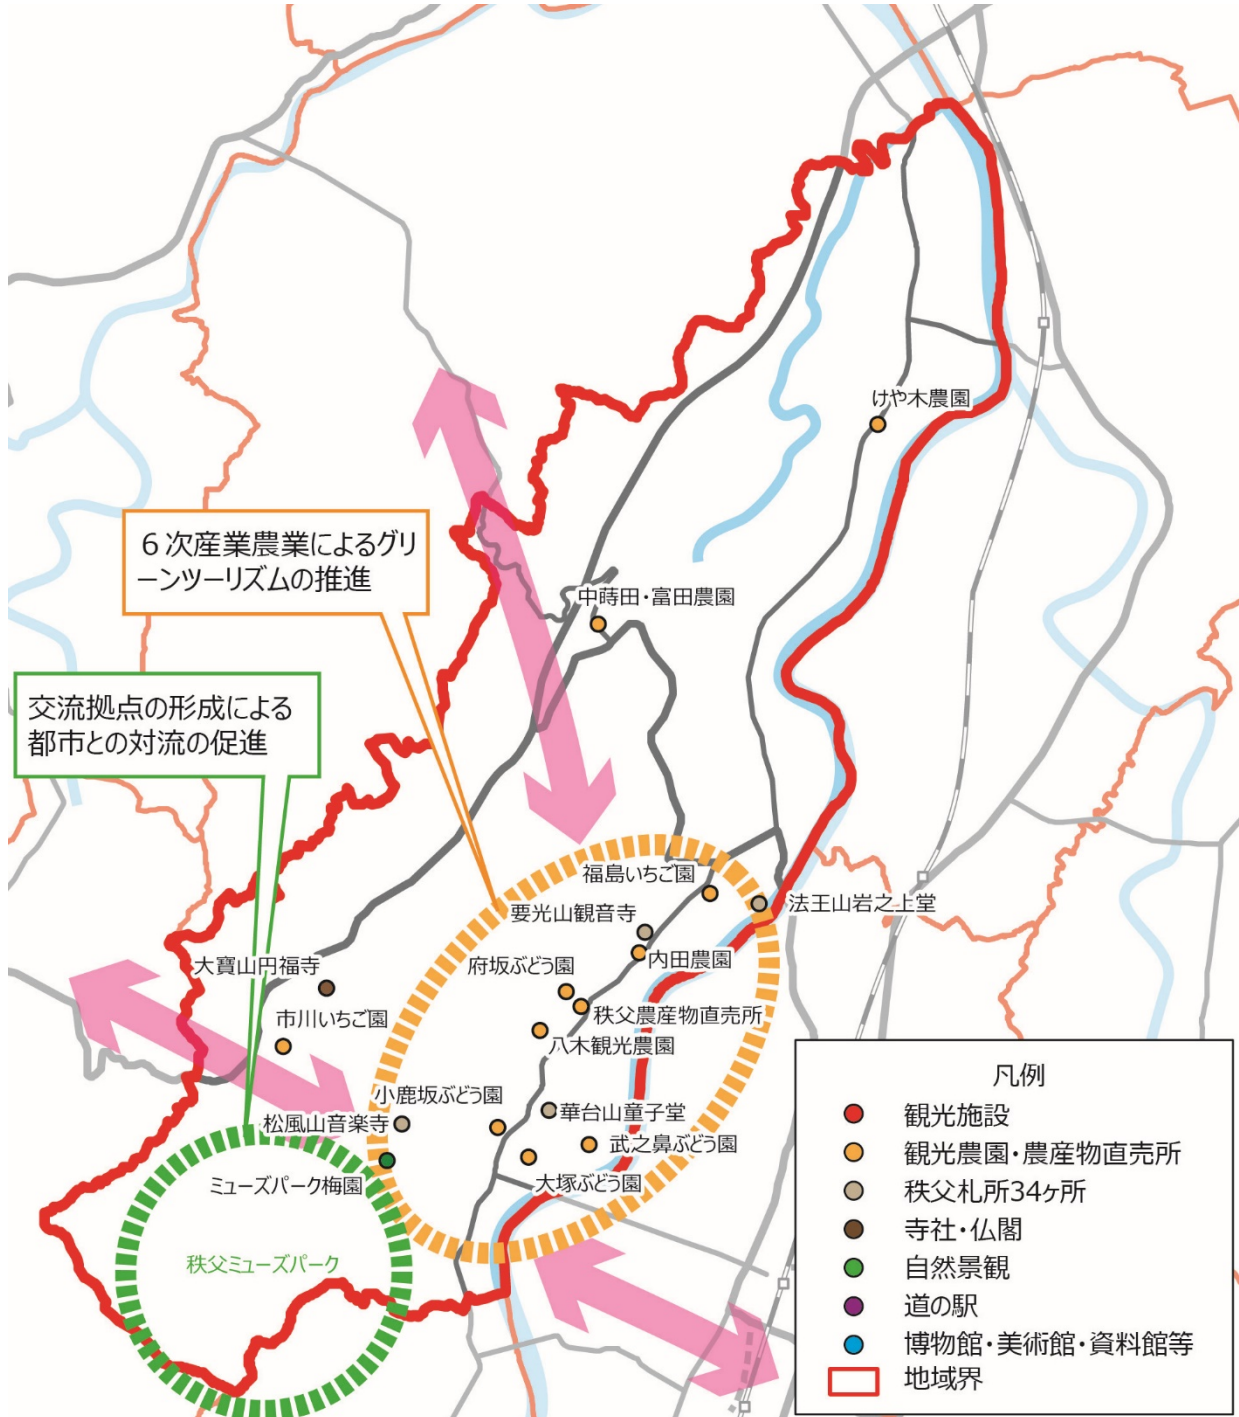 けや木農園
６次産業農業によるグリ
ーンツーリズムの推進
中蒔田・富田農園
交流拠点の形成による
都市との対流の促進
福島いちご園
法王山岩之上堂
要光山観音寺
内田農園
大寶山円福寺
府坂ぶどう園
秩父農産物直売所
市川いちご園
八木観光農園
小鹿坂ぶどう園
松風山音楽寺
華台山童子堂
武之鼻ぶどう園
ミューズパーク梅園
大塚ぶどう園
秩父ミューズパーク
凡例
観光施設
観光農園・農産物直売所
秩父札所34ヶ所
寺社・仏閣
自然景観
道の駅
博物館・美術館・資料館等
地域界